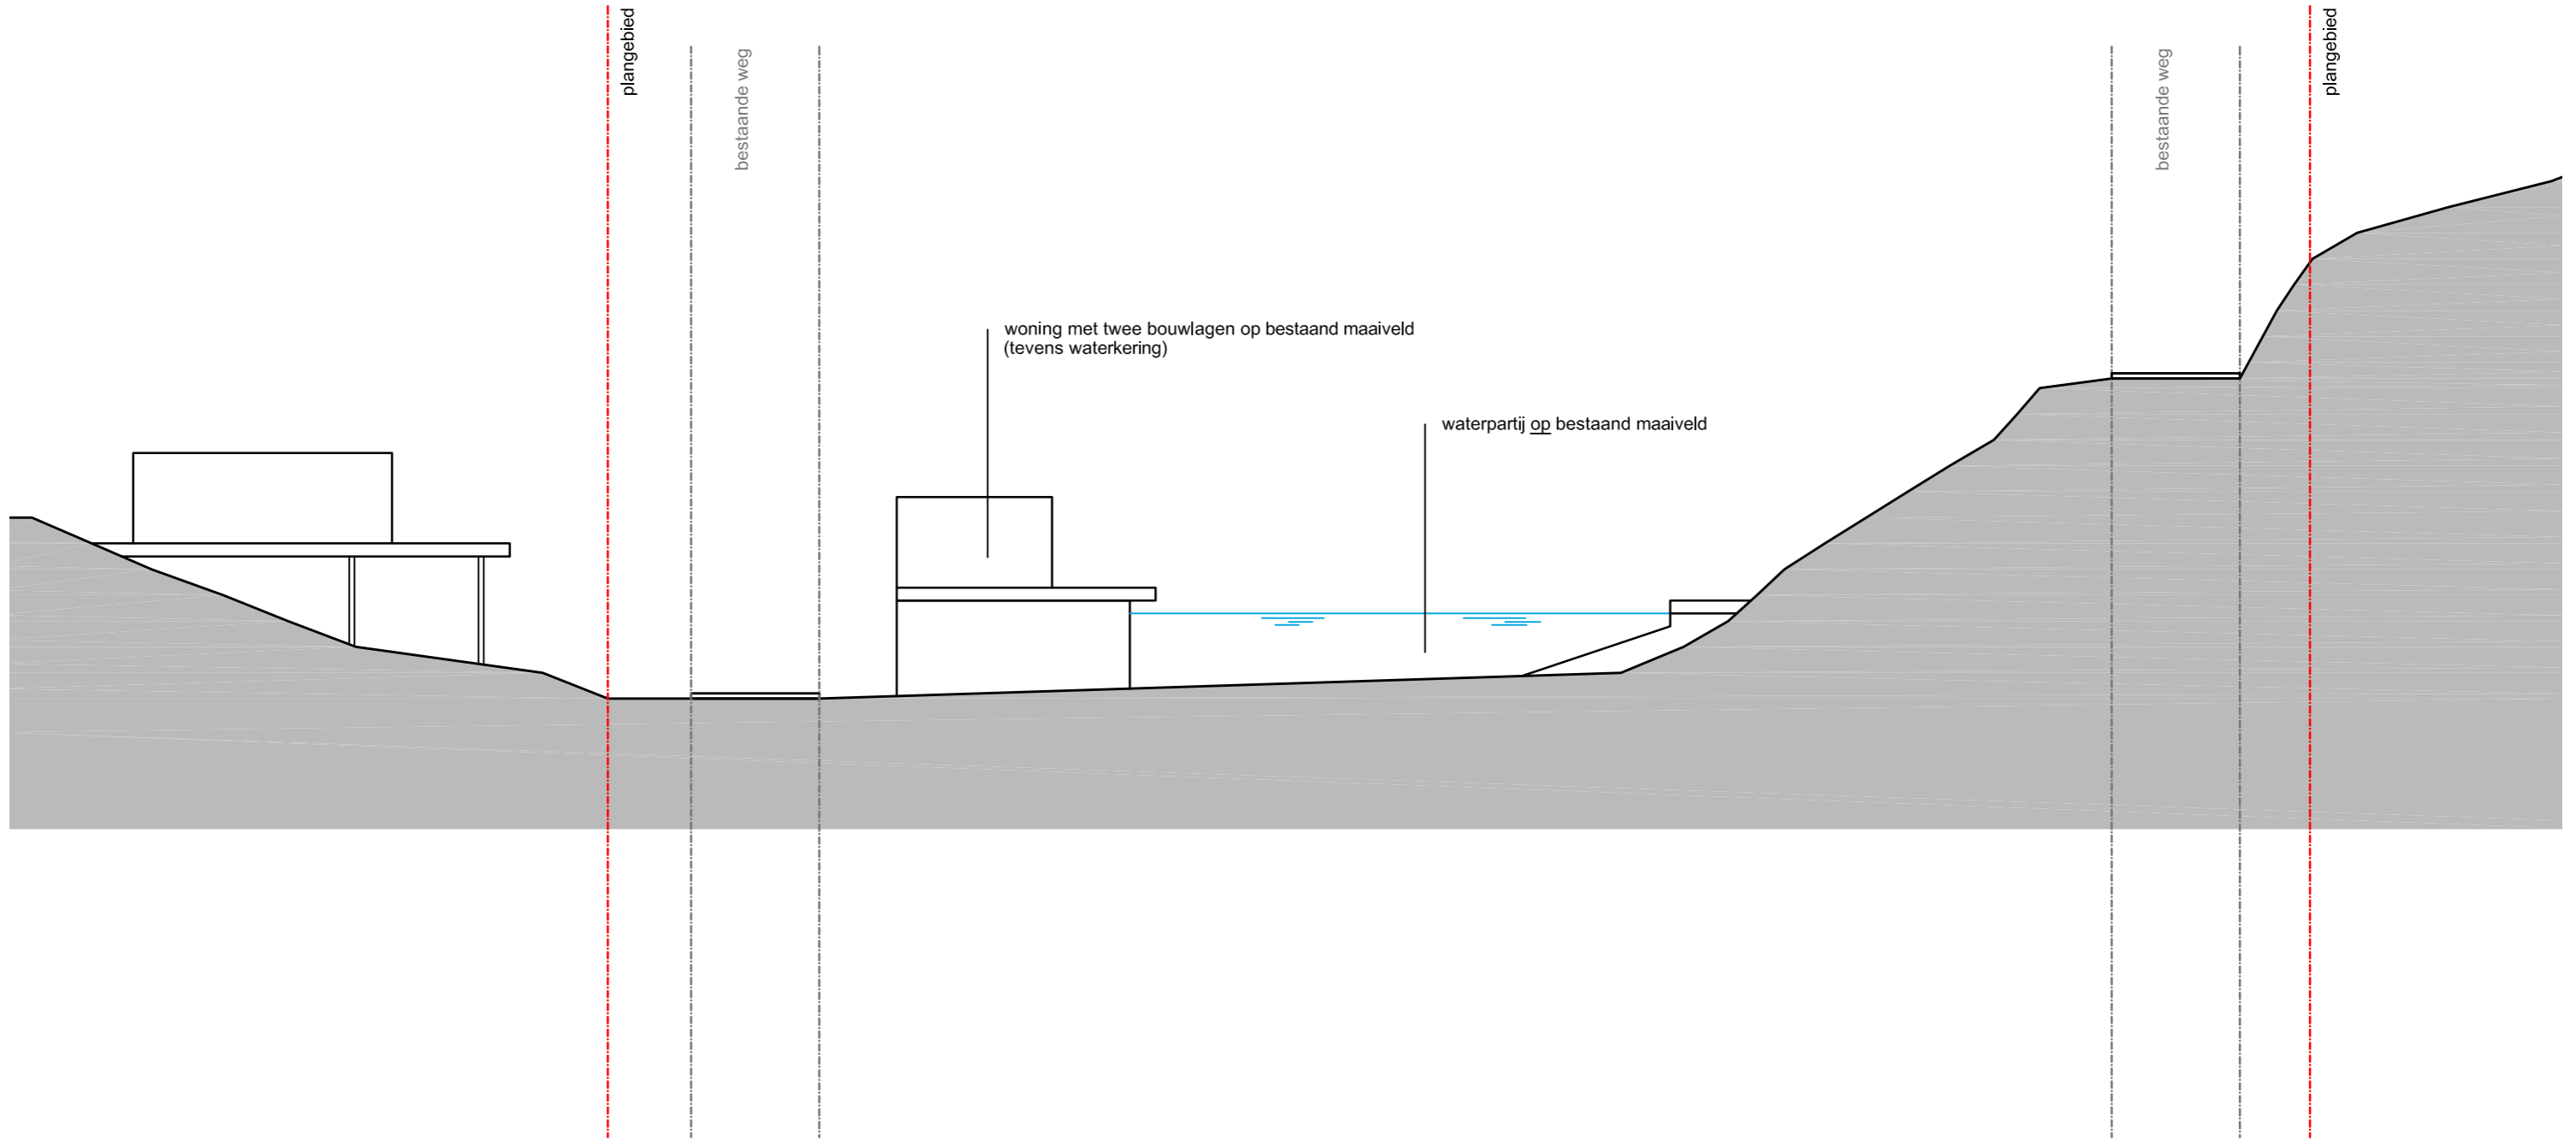 plangebied
bestaande weg
bestaande weg
plangebied
woning met twee bouwlagen op bestaand maaiveld
(tevens waterkering)
waterpartij op bestaand maaiveld